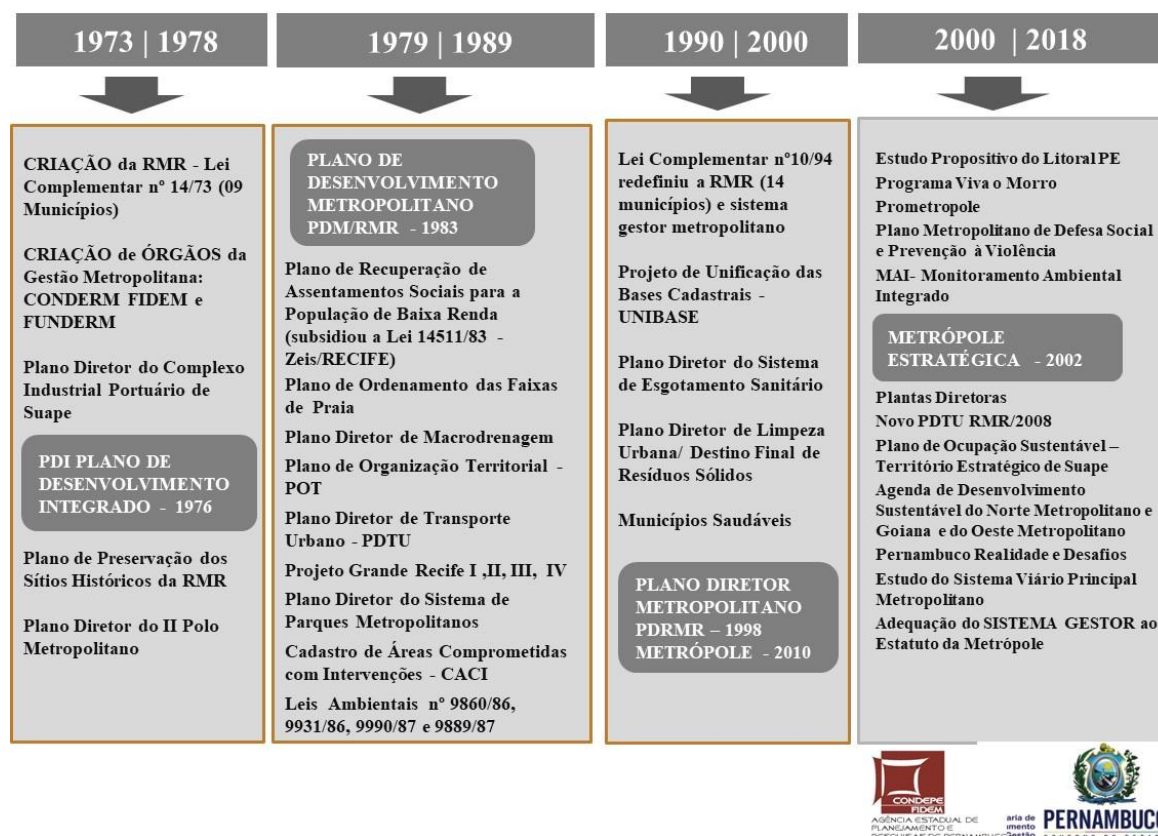 1973 | 1978
CRIAÇÃO da RMR - Lei
Complementar nº 14/73 (09
Municípios)
CRIAÇÃO de ÓRGÃOS da
Gestão Metropolitana:
CONDERM FIDEM e
FUNDERM
Plano Diretor do Complexo
Industrial Portuário de
Suape
PDI PLANO DE
DESENVOLVIMENTO
INTEGRADO - 1976
Plano de Preservação dos
Sítios Históricos da RMR
Plano Diretor do II Polo
Metropolitano
1979 | 1989
PLANO DE
DESENVOLVIMENTO
METROPOLITANO
PDM/RMR - 1983
Plano de Recuperação de
Assentamentos Sociais para a
População de Baixa Renda
(subsidiou a Lei 14511/83 -
Zeis/RECIFE)
Plano de Ordenamento das Faixas
de Praia
Plano Diretor de Macrodrenagem
Plano de Organização Territorial -
POT
Plano Diretor de Transporte
Urbano - PDTU
Projeto Grande Recife I ,II, III, IV
Plano Diretor do Sistema de
Parques Metropolitanos
Cadastro de Áreas Comprometidas
com Intervenções - CACI
Leis Ambientais nº 9860/86,
9931/86, 9990/87 e 9889/87
1990 | 2000
Lei Complementar nº10/94
redefiniu a RMR (14
municípios) e sistema
gestor metropolitano
Projeto de Unificação das
Bases Cadastrais -
UNIBASE
Plano Diretor do Sistema
de Esgotamento Sanitário
Plano Diretor de Limpeza
Urbana/ Destino Final de
Resíduos Sólidos
Municípios Saudáveis
PLANO DIRETOR
METROPOLITANO
PDRMR – 1998
METRÓPOLE - 2010
2000 | 2018
Estudo Propositivo do Litoral PE
Programa Viva o Morro
Prometropole
Plano Metropolitano de Defesa Social
e Prevenção à Violência
MAI- Monitoramento Ambiental
Integrado
METRÓPOLE
ESTRATÉGICA - 2002
Plantas Diretoras
Novo PDTU RMR/2008
Plano de Ocupação Sustentável –
Território Estratégico de Suape
Agenda de Desenvolvimento
Sustentável do Norte Metropolitano e
Goiana e do Oeste Metropolitano
Pernambuco Realidade e Desafios
Estudo do Sistema Viário Principal
Metropolitano
Adequação do SISTEMA GESTOR ao
Estatuto da Metrópole
CONDEPE
FIDEM
AGÊNCIA ESTADUAL DE
PLANEJAMENTO E
aria de
imento
PERNAMBUCO